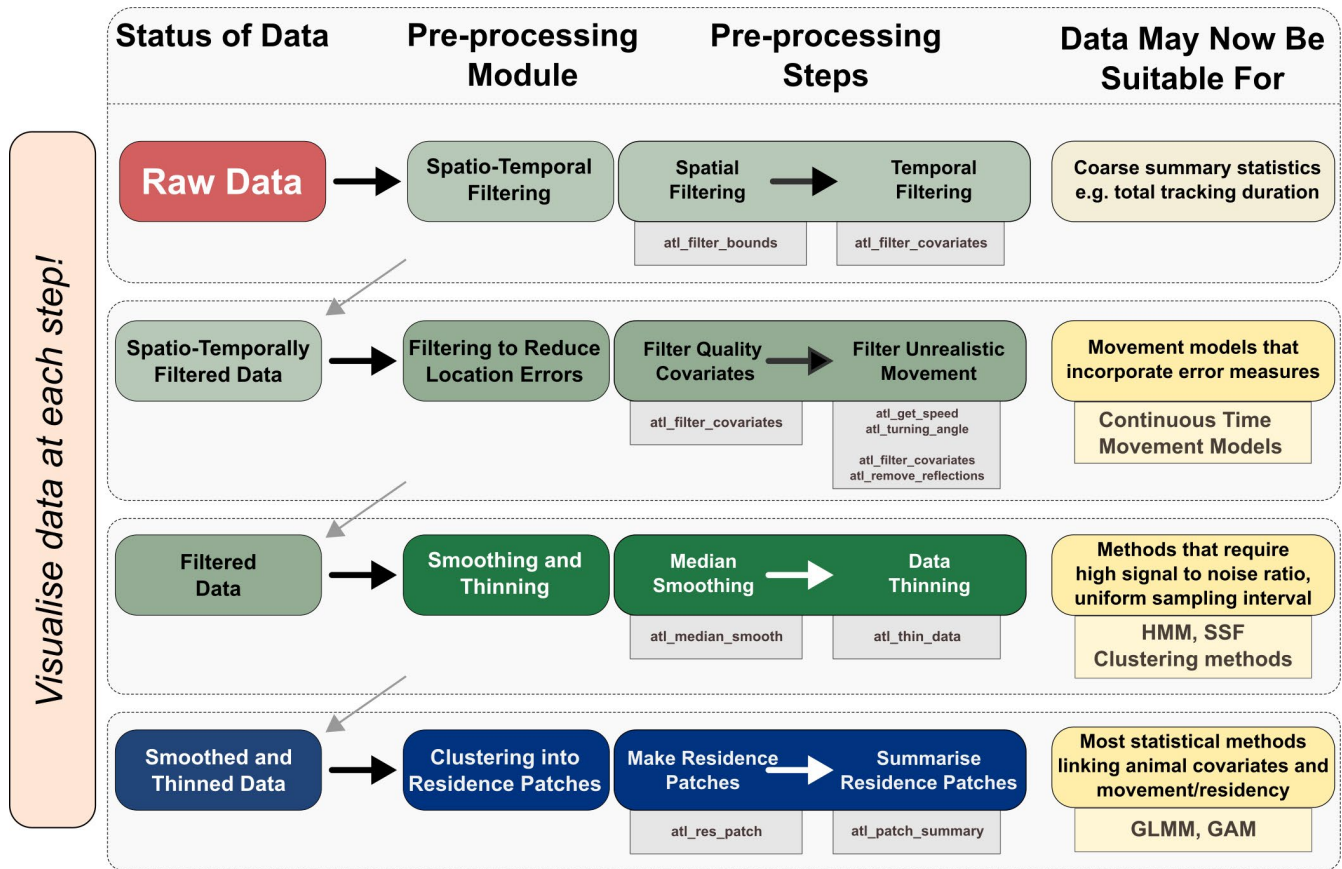 Status of Data
Pre-processing
Module
Pre-processing
Steps
Data May Now Be
Suitable For
Visualise data at each step!
Raw Data
Spatio-Temporal
Filtering
Spatial
Filtering
Temporal
Filtering
atl_filter_bounds
atl_filter_covariates
Coarse summary statistics
e.g. total tracking duration
Spatio-Temporally
Filtered Data
Filtering to Reduce
Location Errors
Filter Quality
Covariates
Filter Unrealistic
Movement
atl_filter_covariates
atl_get_speed
atl_turning_angle
atl_filter_covariates
atl_remove_reflections
Movement models that
incorporate error measures
Continuous Time
Movement Models
Filtered
Data
Smoothing and
Thinning
Median
Smoothing
Data
Thinning
atl_median_smooth
atl_thin_data
Methods that require
high signal to noise ratio,
uniform sampling interval
HMM, SSF
Clustering methods
Smoothed and
Thinned Data
Clustering into
Residence Patches
Make Residence
Patches
Summarise
Residence Patches
atl_res_patch
atl_patch_summary
Most statistical methods
linking animal covariates and
movement/residency
GLMM, GAM